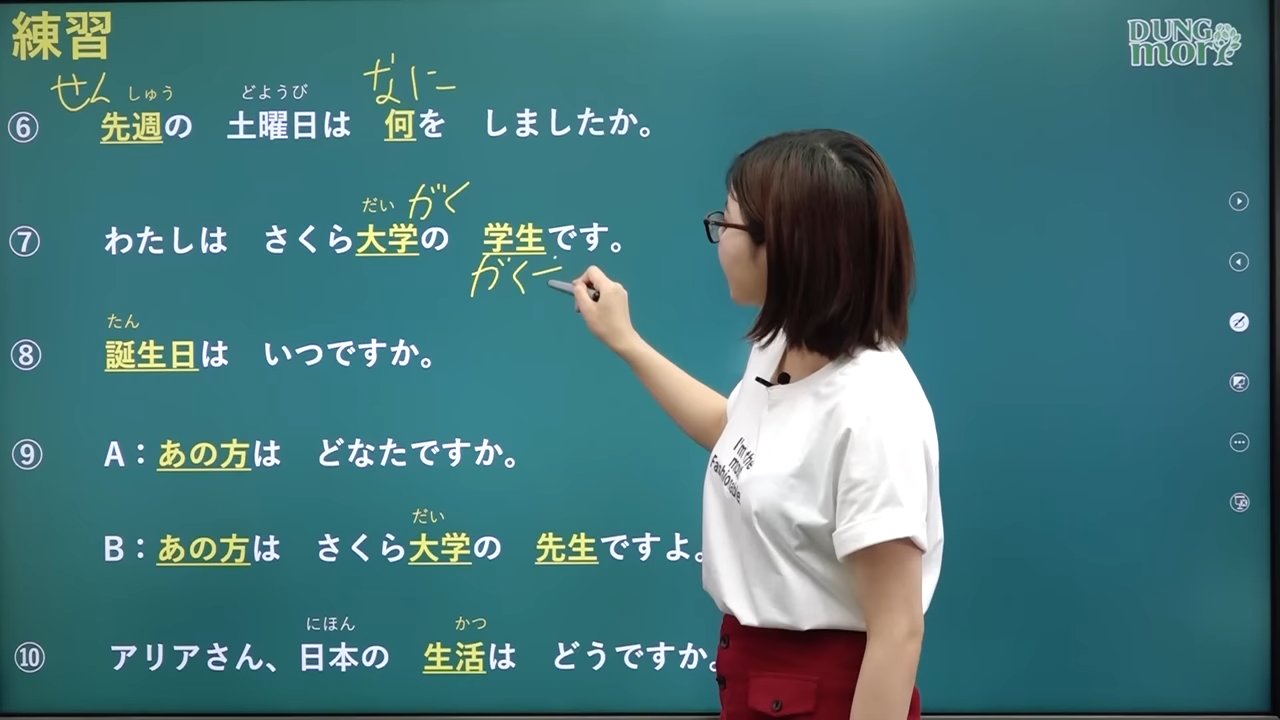 練習
DUNG
mori
せん しゅう どようび なに
⑥ 先週の 土曜日は 何を しましたか。
だい がく
⑦ わたしは さくら大学の 学生です。
がく
たん
⑧ 誕生日は いつですか。
⑨ A：あの方は どなたですか。
だい
B：あの方は さくら大学の 先生ですよ。
にほん かつ
⑩ アリアさん、日本の 生活は どうですか。
I'm the
most
Fashionable